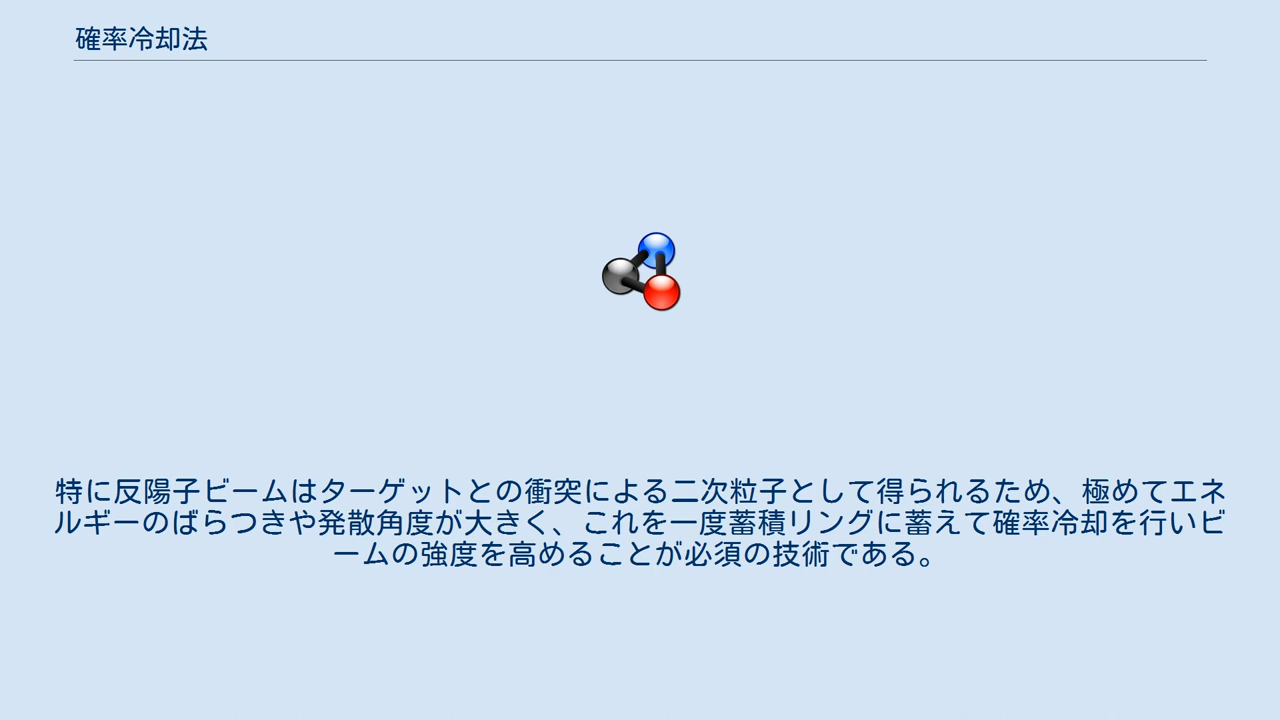 確率冷却法
特に反陽子ビームはターゲットとの衝突による二次粒子として得られるため、極めてエネ
ルギーのばらつきや発散角度が大きく、これを一度蓄積リングに蓄えて確率冷却を行いビ
ームの強度を高めることが必須の技術である。